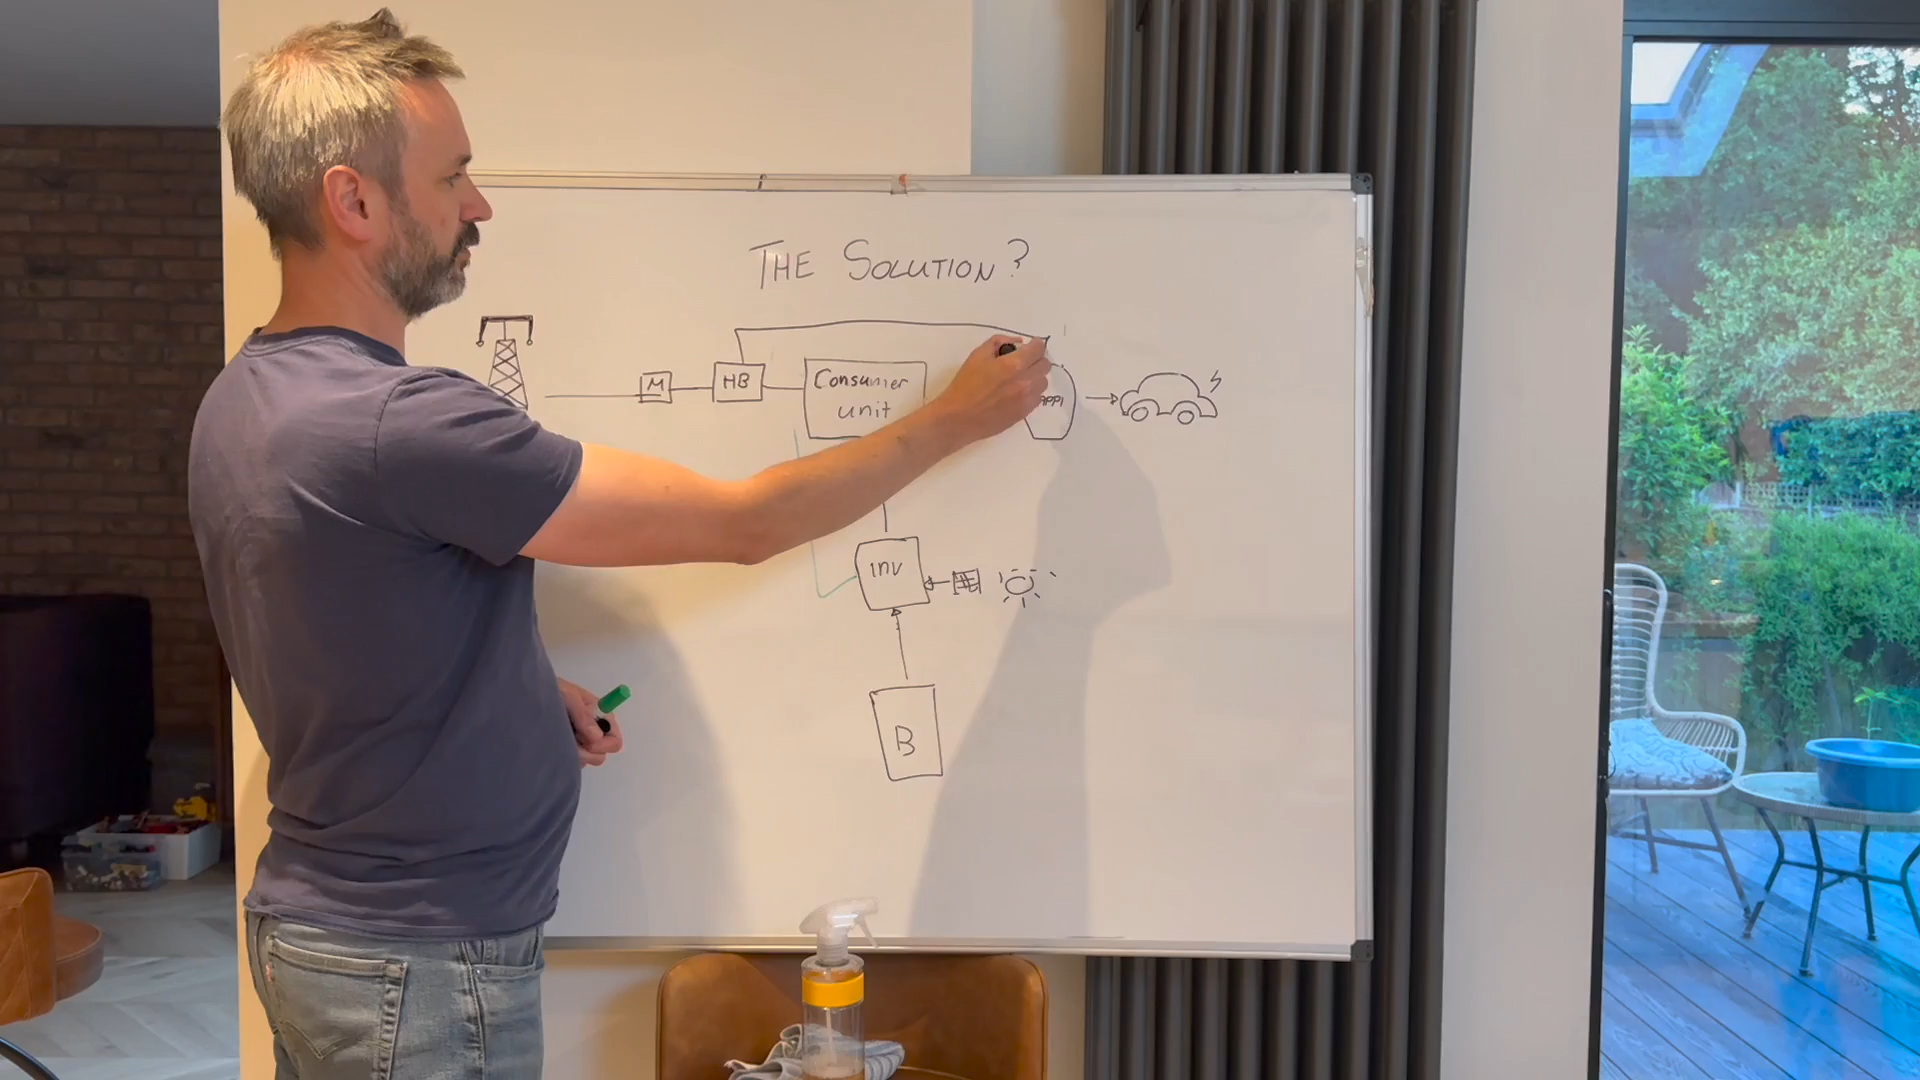 THE SOLUTION?
M
HB
Consumer
unit
INV
B